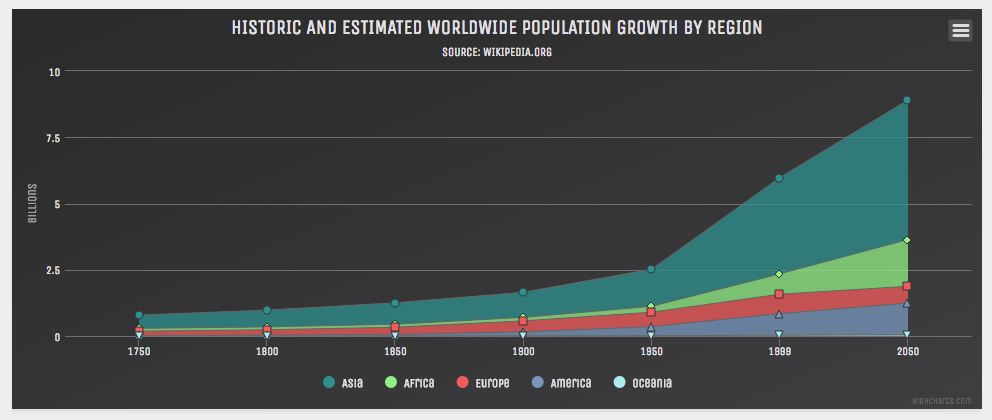 HISTORIC AND ESTIMATED WORLDWIDE POPULATION GROWTH BY REGION
SOURCE: WIKIPEDIA.ORG
BILLIONS
10
7.5
5
2.5
0
1750 1800 1850 1900 1950 1999 2050
Asia Africa Europe America Oceania
Highcharts.com